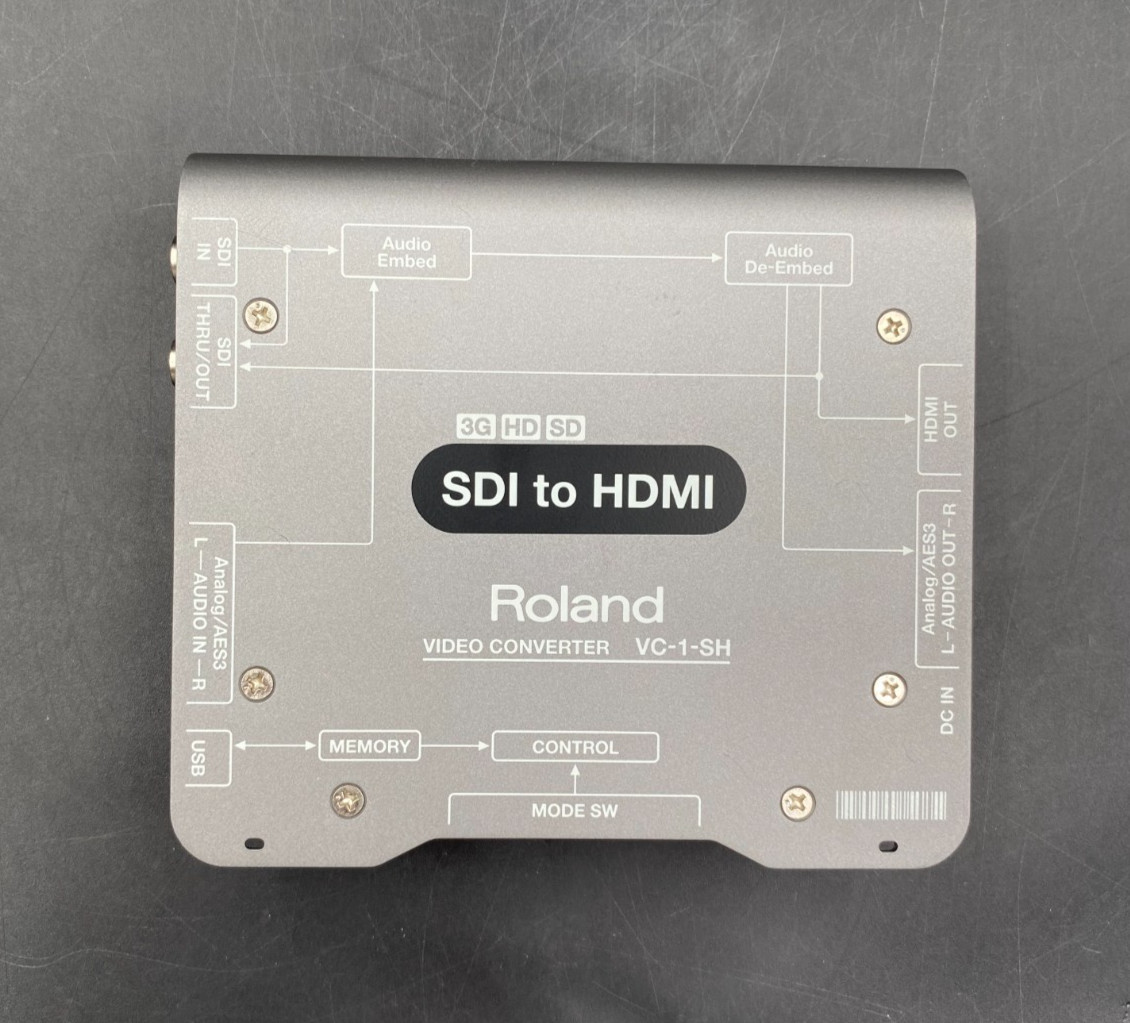 SDI
IN
Audio
Embed
Audio
De-Embed
SDI
THRU/OUT
HDMI
OUT
3G HD SD
SDI to HDMI
Analog/AES3
L — AUDIO IN — R
Analog/AES3
L – AUDIO OUT – R
Roland
VIDEO CONVERTER VC-1-SH
DC IN
USB
MEMORY
CONTROL
MODE SW